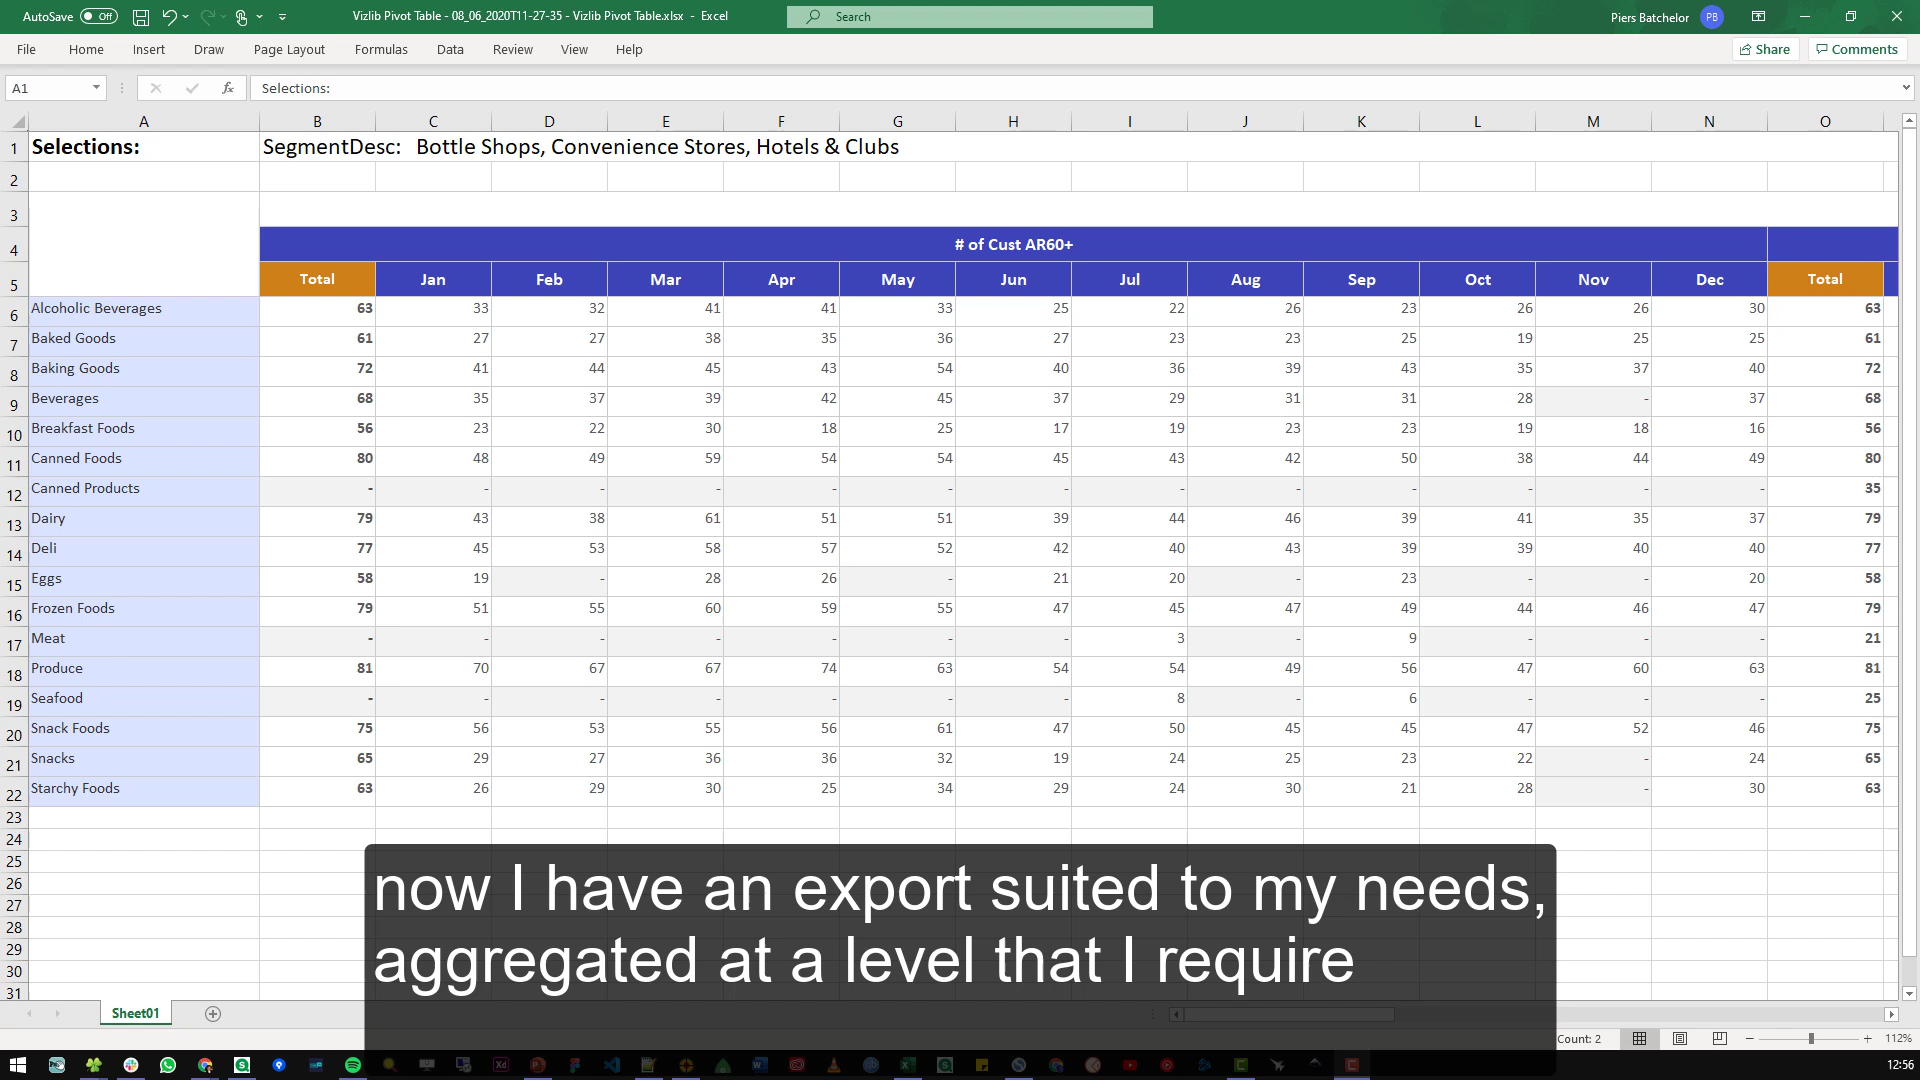 AutoSave Off Vizlib Pivot Table - 08_06_2020T11-27-35 - Vizlib Pivot Table.xlsx - Excel Search Piers Batchelor PB
File Home Insert Draw Page Layout Formulas Data Review View Help Share Comments
A1 fx Selections:
A B C D E F G H I J K L M N O
1 Selections: SegmentDesc: Bottle Shops, Convenience Stores, Hotels & Clubs
2
3
4 # of Cust AR60+
5 Total Jan Feb Mar Apr May Jun Jul Aug Sep Oct Nov Dec Total
6 Alcoholic Beverages 63 33 32 41 41 33 25 22 26 23 26 26 30 63
7 Baked Goods 61 27 27 38 35 36 27 23 23 25 19 25 25 61
8 Baking Goods 72 41 44 45 43 54 40 36 39 43 35 37 40 72
9 Beverages 68 35 37 39 42 45 37 29 31 31 28 - 37 68
10 Breakfast Foods 56 23 22 30 18 25 17 19 23 23 19 18 16 56
11 Canned Foods 80 48 49 59 54 54 45 43 42 50 38 44 49 80
12 Canned Products - - - - - - - - - - - - - 35
13 Dairy 79 43 38 61 51 51 39 44 46 39 41 35 37 79
14 Deli 77 45 53 58 57 52 42 40 43 39 39 40 40 77
15 Eggs 58 19 - 28 26 - 21 20 - 23 - - 20 58
16 Frozen Foods 79 51 55 60 59 55 47 45 47 49 44 46 47 79
17 Meat - - - - - - - 3 - 9 - - - 21
18 Produce 81 70 67 67 74 63 54 54 49 56 47 60 63 81
19 Seafood - - - - - - - 8 - 6 - - - 25
20 Snack Foods 75 56 53 55 56 61 47 50 45 45 47 52 46 75
21 Snacks 65 29 27 36 36 32 19 24 25 23 22 - 24 65
22 Starchy Foods 63 26 29 30 25 34 29 24 30 21 28 - 30 63
23
24
25
26
27
28
29
30
31
now I have an export suited to my needs,
aggregated at a level that I require
Sheet01
Count: 2 112%
12:56